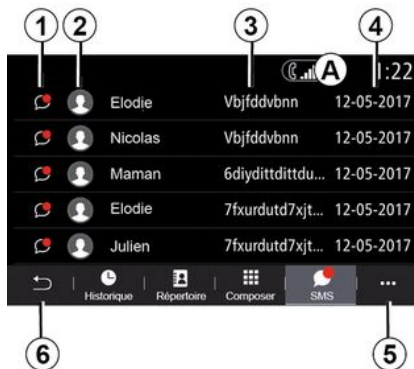 1 2 3 4
A 1:22
Elodie Vbjfddvbnn 12-05-2017
Nicolas Vbjfddvbnn 12-05-2017
Maman 6diydittdittdu... 12-05-2017
Elodie 7fxurdutd7xjt... 12-05-2017
Julien 7fxurdutd7xjt... 12-05-2017
Historique Répertoire Composer SMS ...
6 5